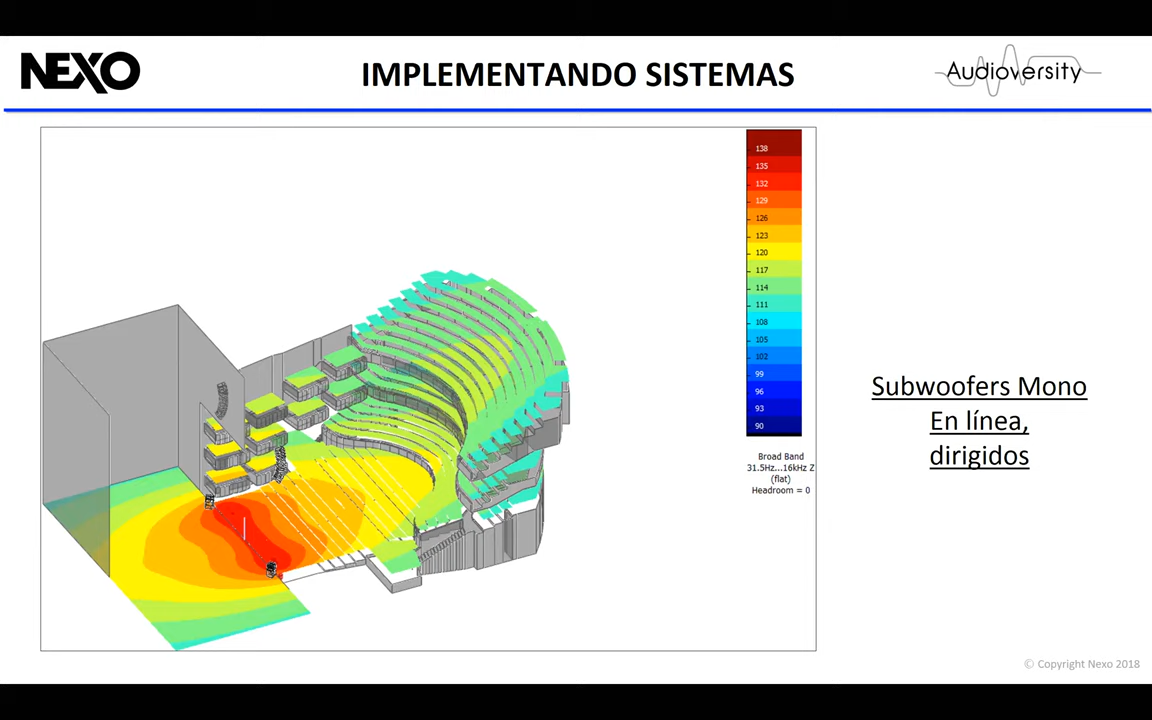 NEXO
IMPLEMENTANDO SISTEMAS
Audioversity
138
135
132
129
126
123
120
117
114
111
108
105
102
99
96
93
90
Broad Band
31.5Hz...16kHz Z
(flat)
Headroom = 0
Subwoofers Mono
En línea,
dirigidos
© Copyright Nexo 2018